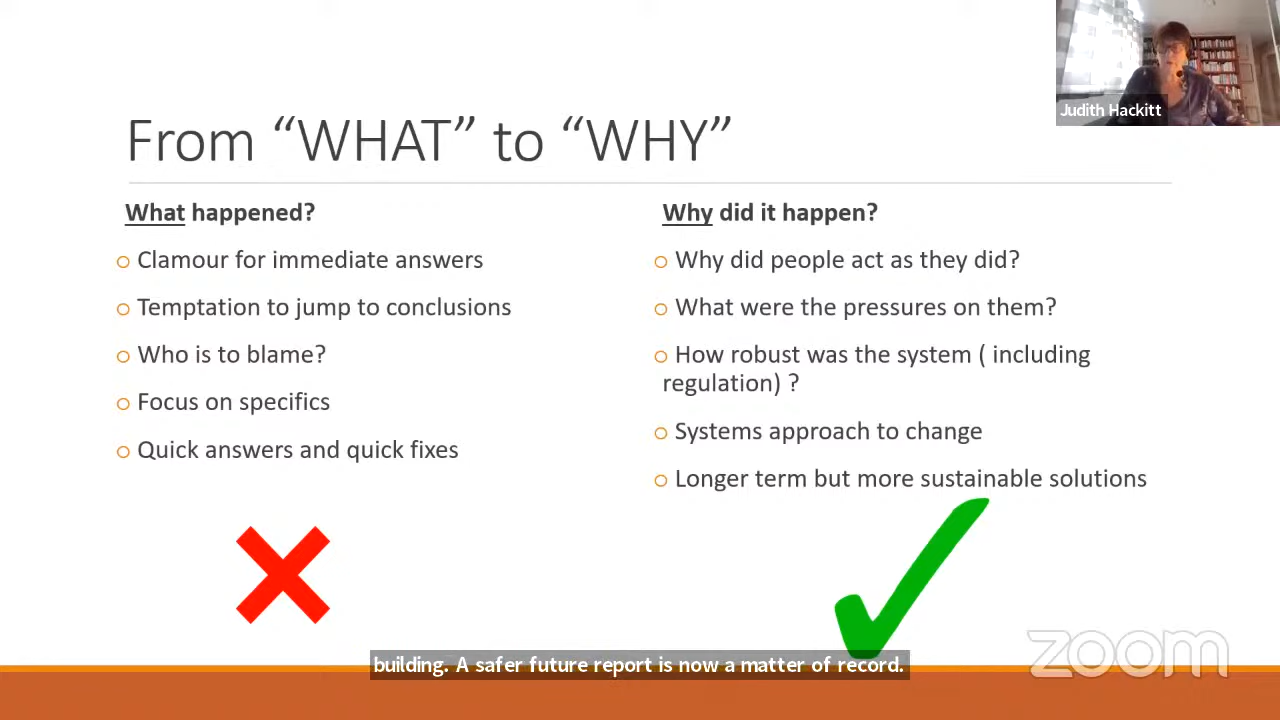 Judith Hackitt
From “WHAT” to “WHY”
What happened?
Clamour for immediate answers
Temptation to jump to conclusions
Who is to blame?
Focus on specifics
Quick answers and quick fixes
Why did it happen?
Why did people act as they did?
What were the pressures on them?
How robust was the system ( including
regulation) ?
Systems approach to change
Longer term but more sustainable solutions
building. A safer future report is now a matter of record.
zoom